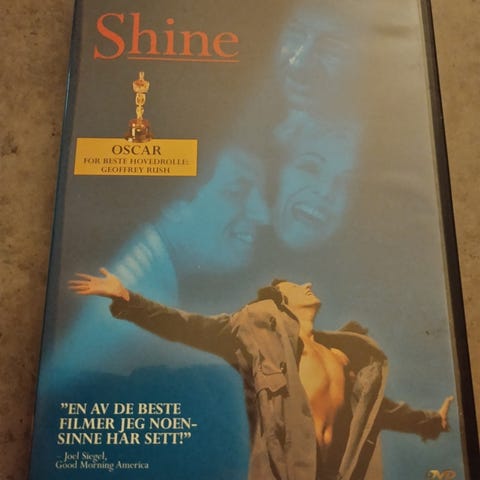 Shine
OSCAR
FOR BESTE HOVEDROLLE:
GEOFFREY RUSH
"EN AV DE BESTE
FILMER JEG NOEN-
SINNE HAR SETT!"
– Joel Siegel,
Good Morning America
DVD